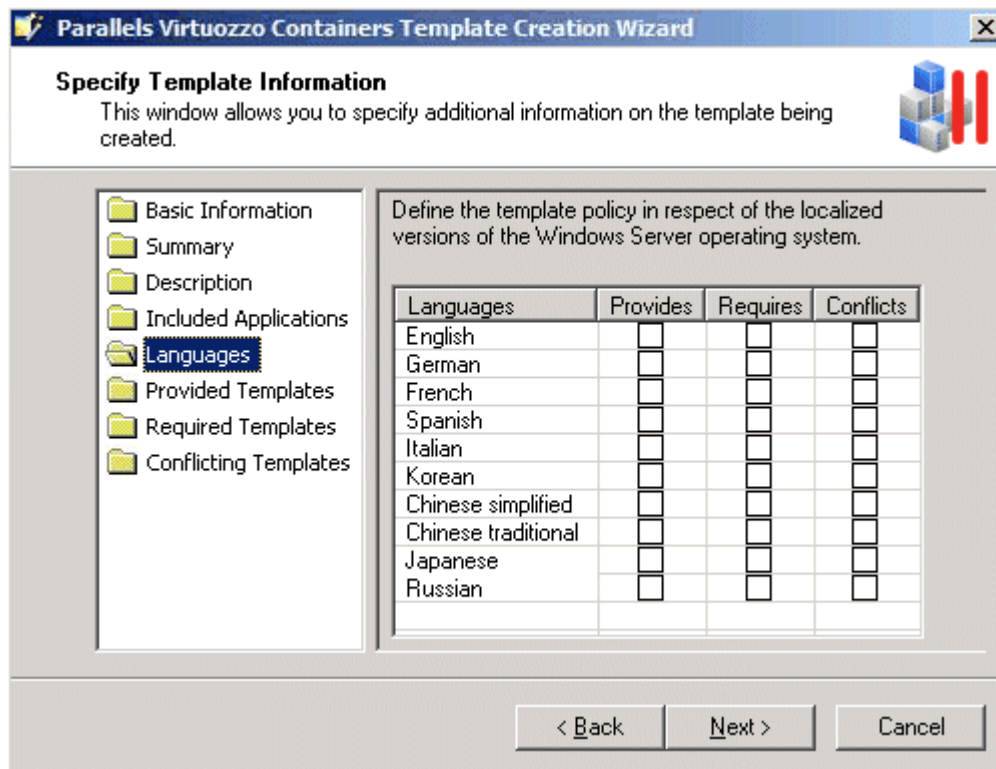 Parallels Virtuozzo Containers Template Creation Wizard
Specify Template Information
This window allows you to specify additional information on the template being
created.
Basic Information
Summary
Description
Included Applications
Languages
Provided Templates
Required Templates
Conflicting Templates
Define the template policy in respect of the localized
versions of the Windows Server operating system.
Languages Provides Requires Conflicts
English
German
French
Spanish
Italian
Korean
Chinese simplified
Chinese traditional
Japanese
Russian
< Back Next > Cancel